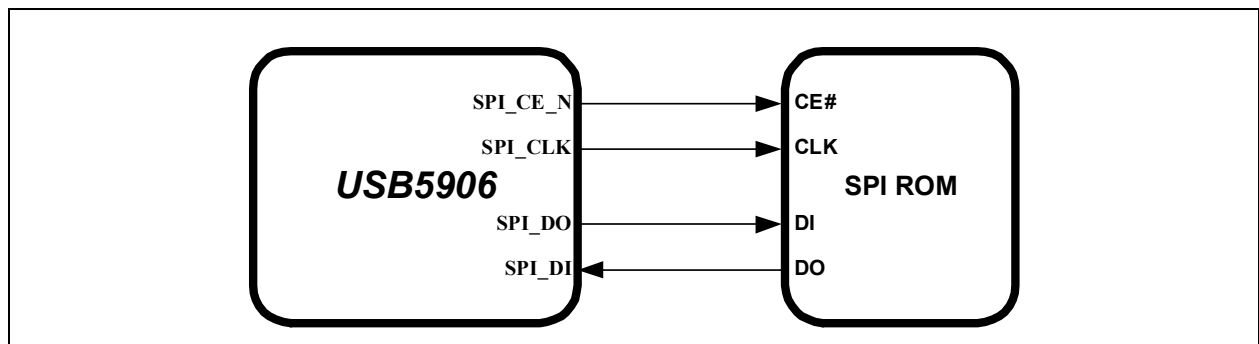 SPI_CE_N CE#
SPI_CLK CLK
USB5906 SPI ROM
SPI_DO DI
SPI_DI DO